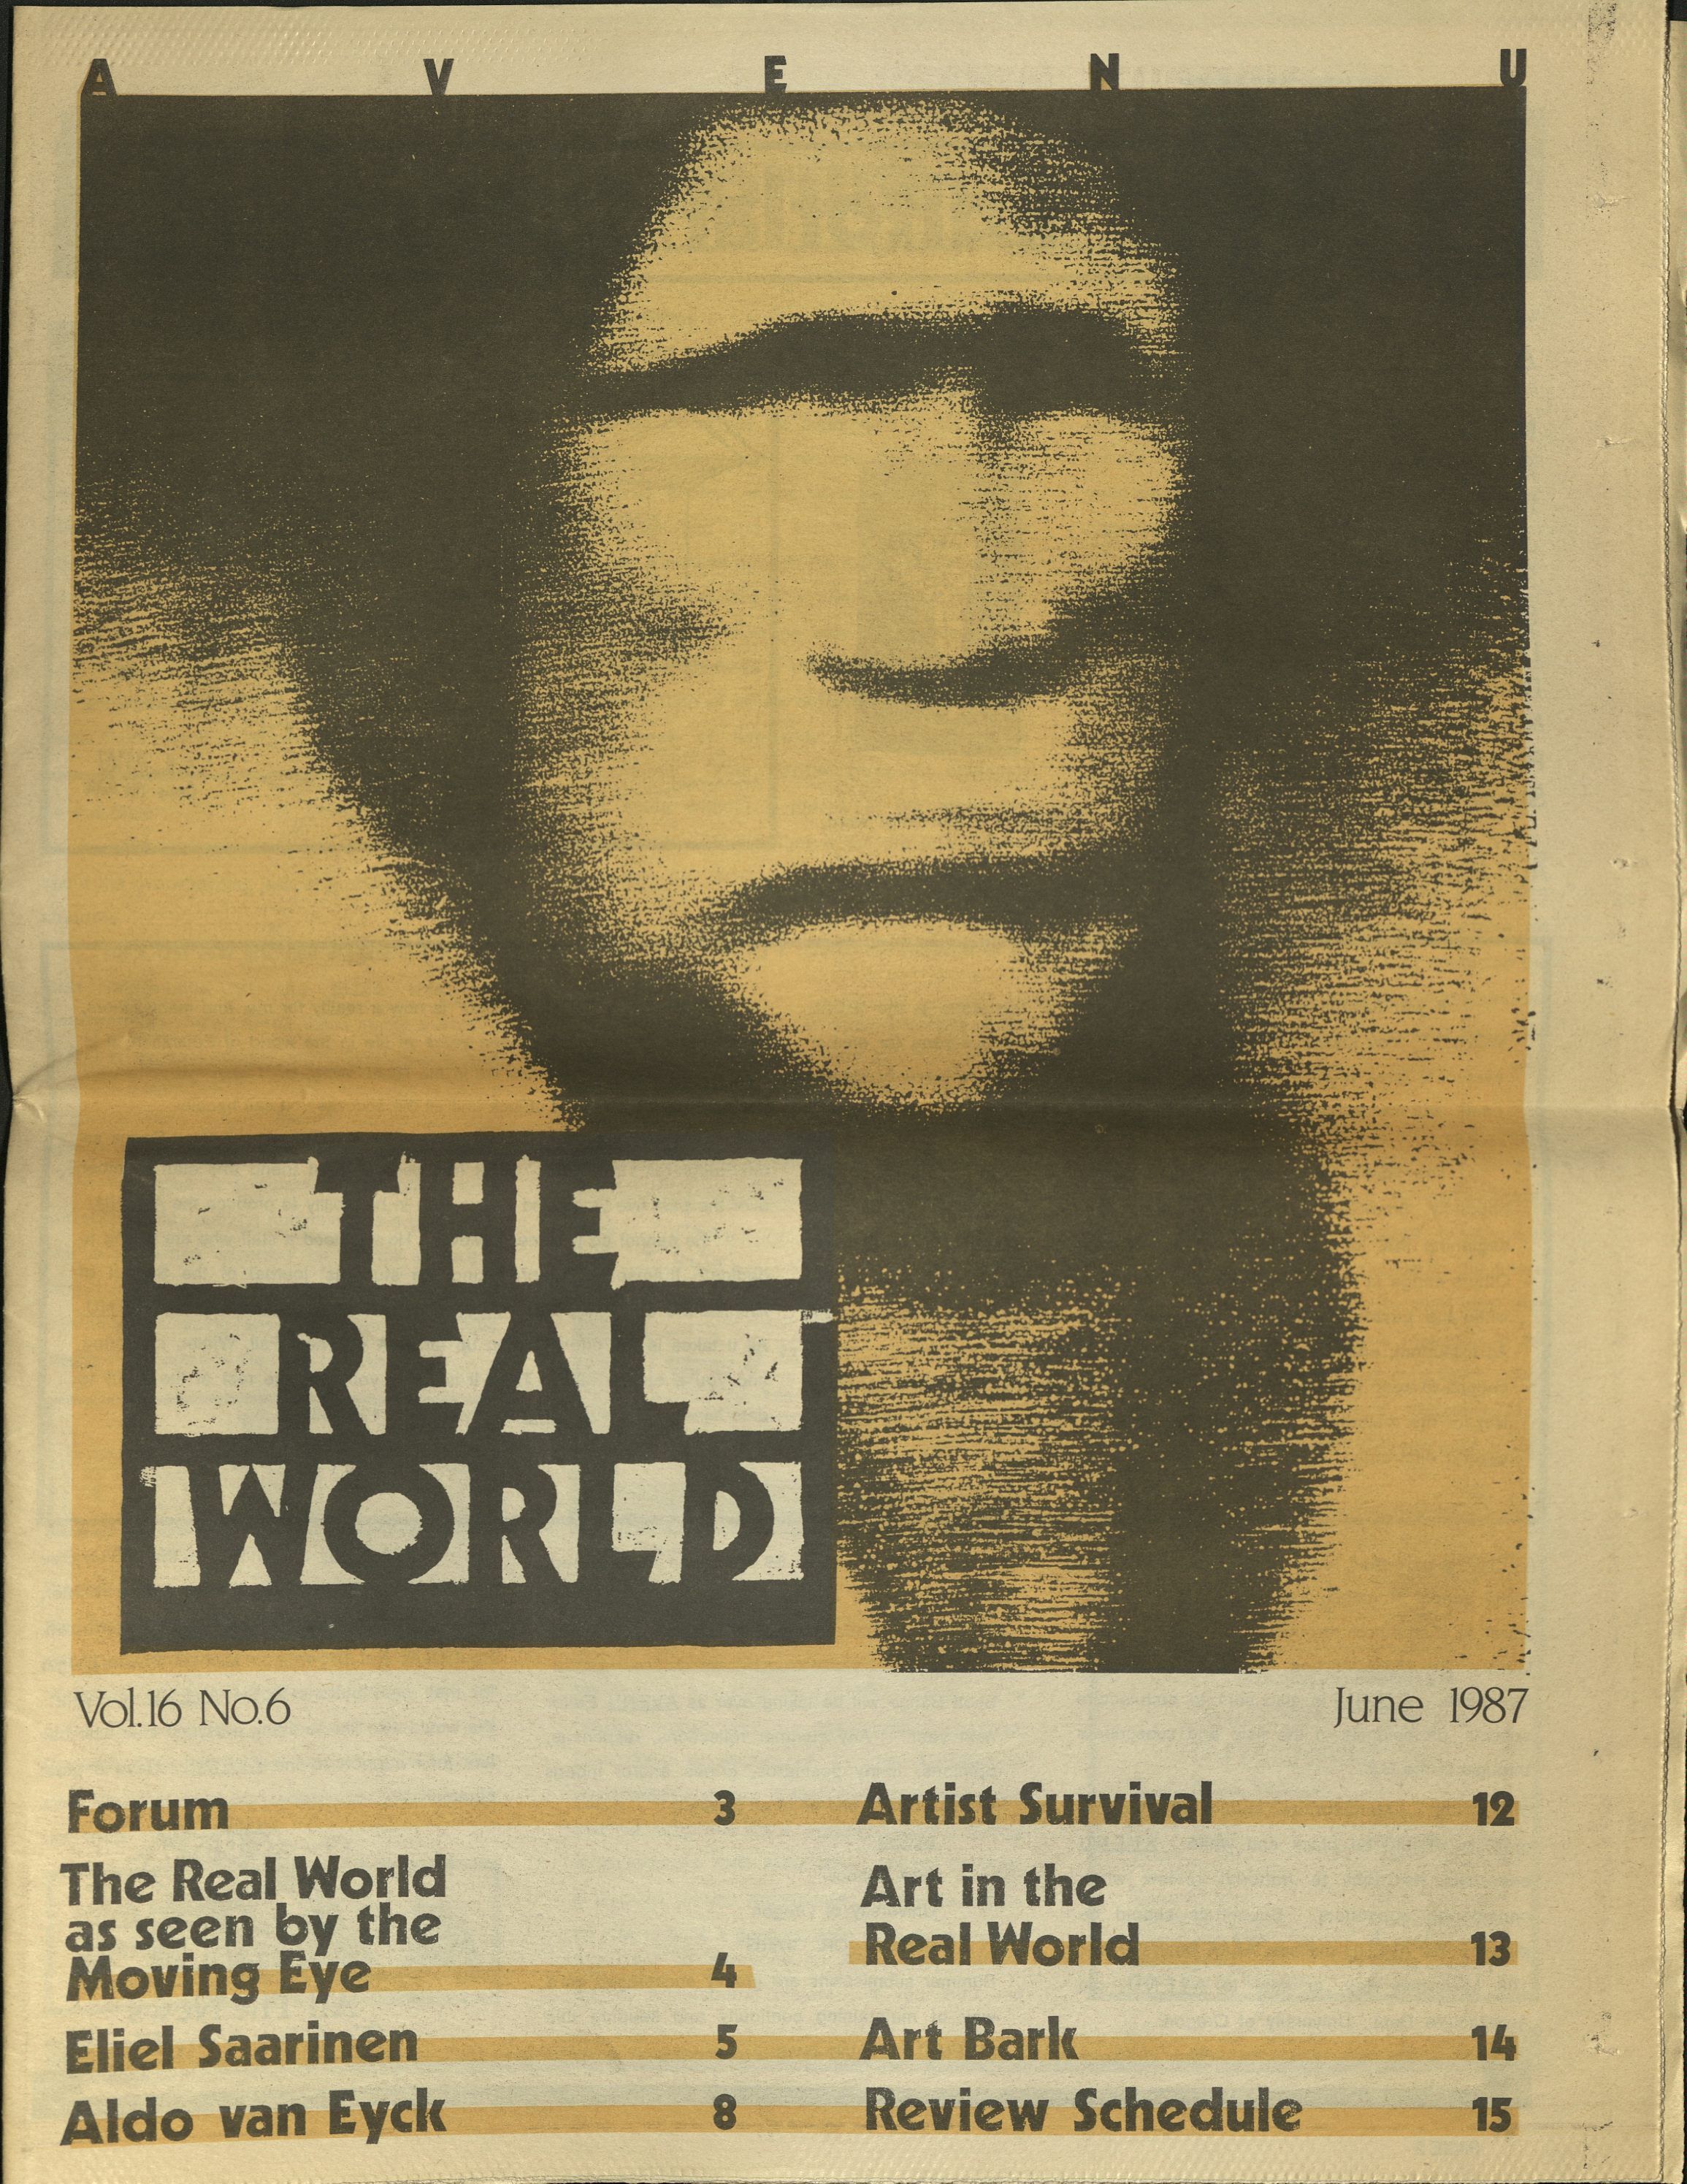 A V E N U
THE
REAL
WORLD
Vol.16 No.6
June 1987
Forum 3
The Real World
as seen by the
Moving Eye 4
Eliel Saarinen 5
Aldo van Eyck 8
Artist Survival 12
Art in the
Real World 13
Art Bark 14
Review Schedule 15